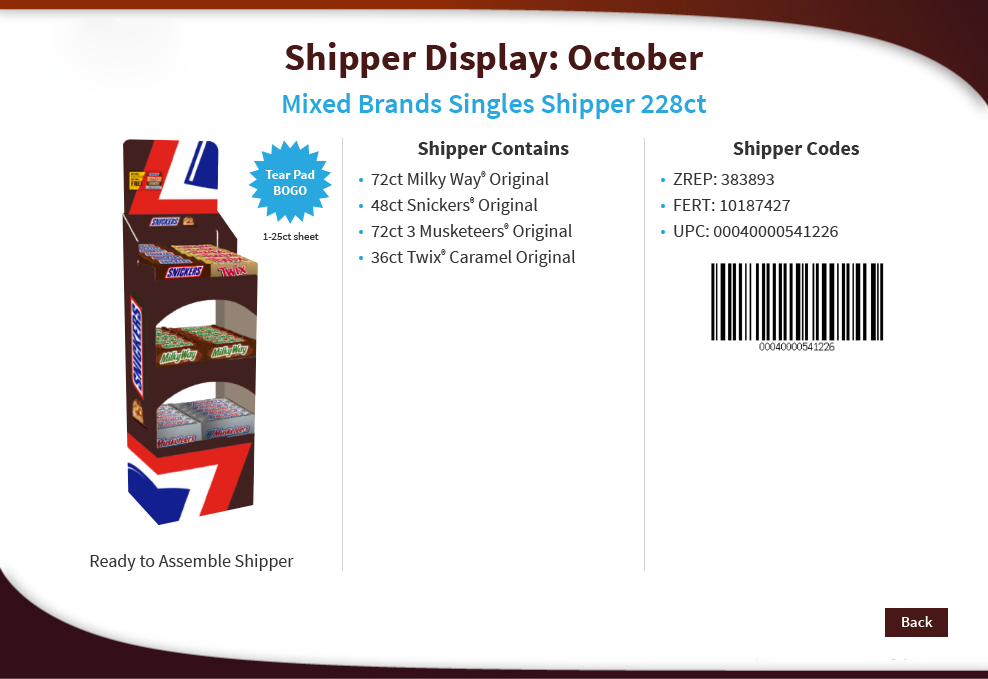 Shipper Display: October
Mixed Brands Singles Shipper 228ct
Tear Pad
BOGO
1-25ct sheet
SNICKERS
SNICKERS
TWIX
SNICKERS
Milky Way
Milky Way
Musketeers
Musketeers
Ready to Assemble Shipper
Shipper Contains
• 72ct Milky Way® Original
• 48ct Snickers® Original
• 72ct 3 Musketeers® Original
• 36ct Twix® Caramel Original
Shipper Codes
• ZREP: 383893
• FERT: 10187427
• UPC: 00040000541226
00040000541226
Back